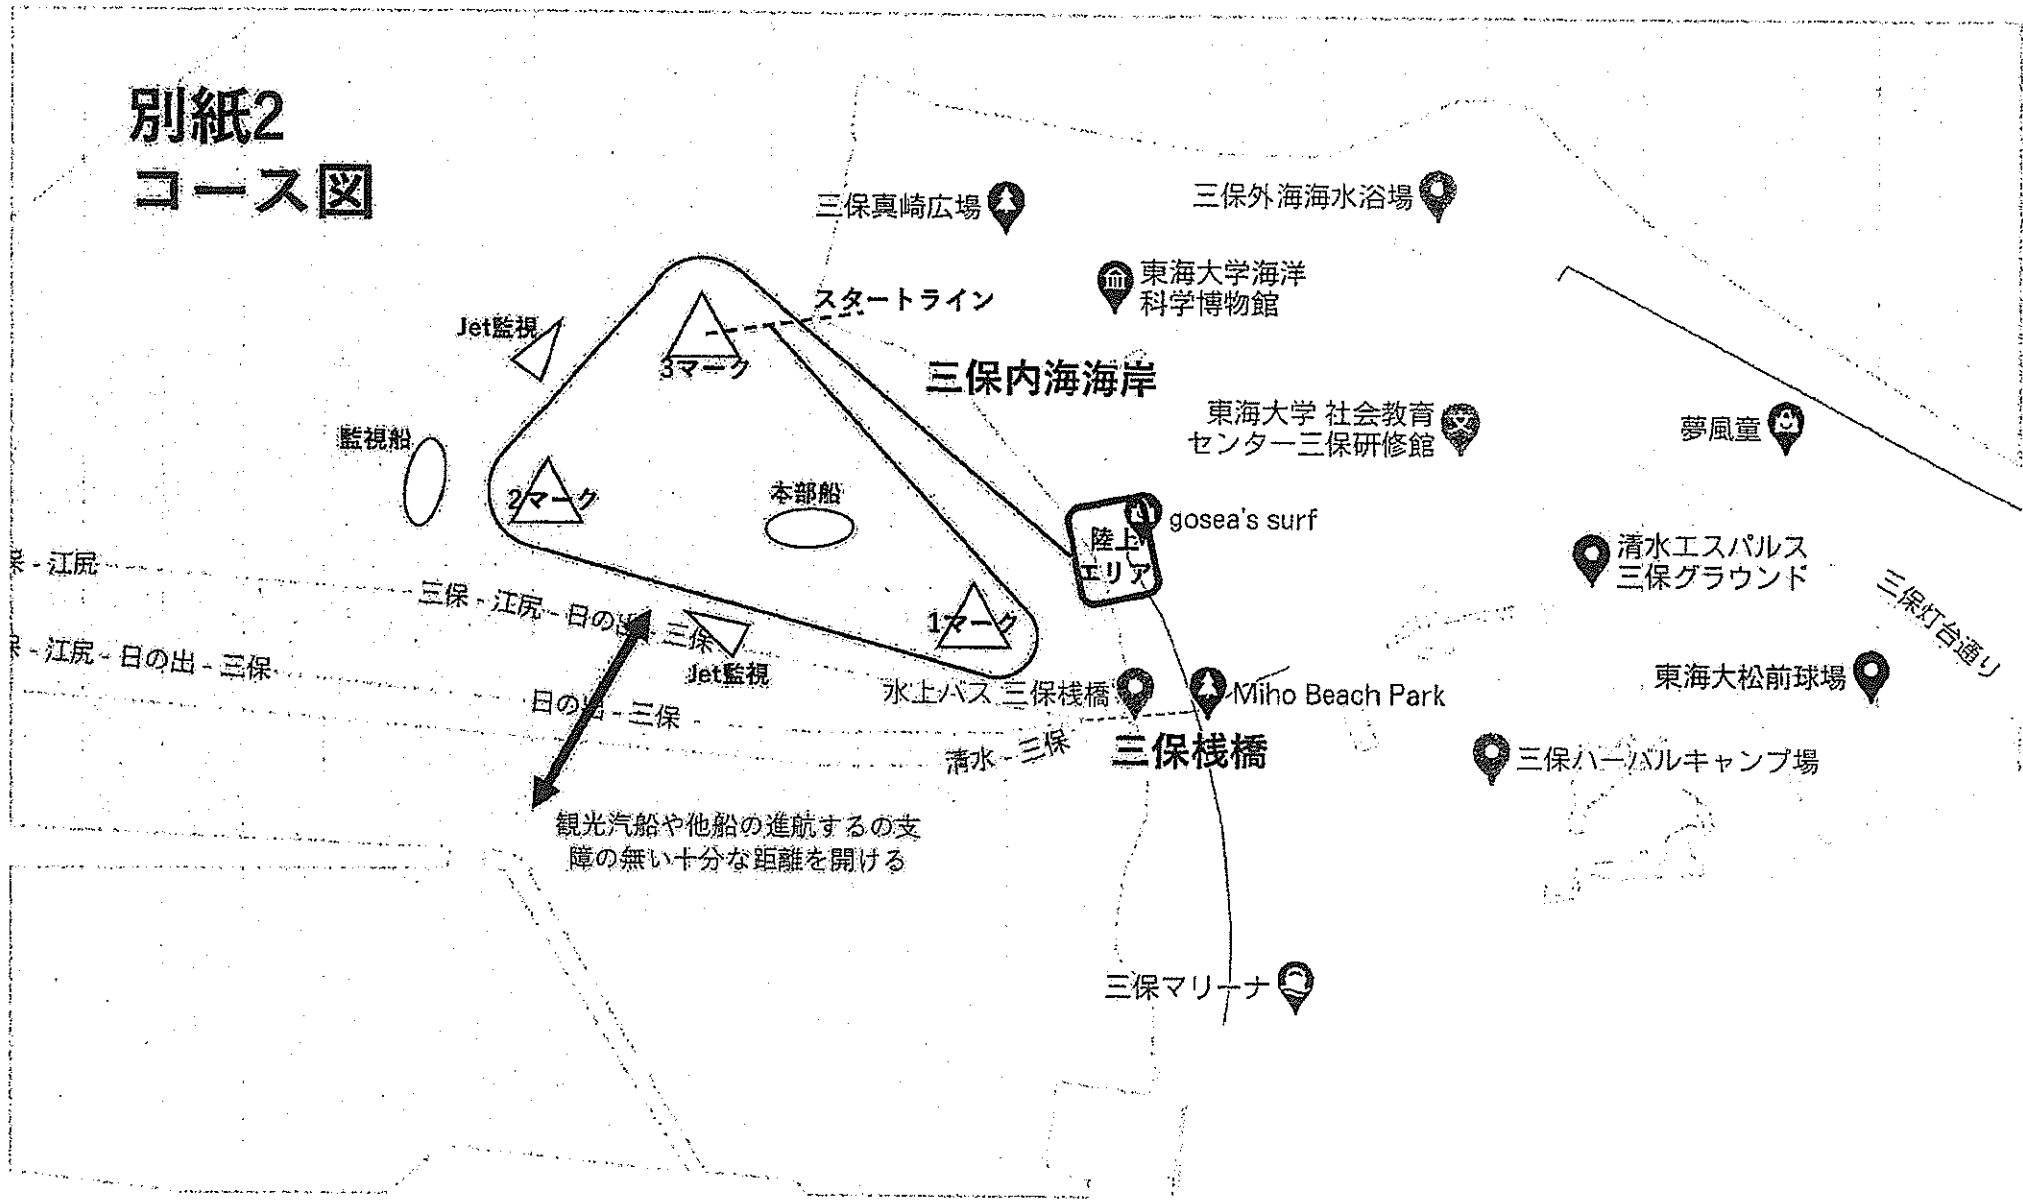 別紙2
コース図
三保真崎広場
三保外海海水浴場
東海大学海洋
科学博物館
スタートライン
Jet監視
3マーク
三保内海海岸
東海大学 社会教育
センター三保研修館
夢風童
監視船
2マーク
本部船
gosea's surf
陸上
エリア
清水エスパルス
三保グラウンド
三保灯台通り
保 - 江尻
三保 - 江尻 - 日の出 - 三保
1マーク
保 - 江尻 - 日の出 - 三保
Jet監視
水上バス 三保桟橋
Miho Beach Park
東海大松前球場
日の出 - 三保
清水 - 三保
三保桟橋
三保ハーバルキャンプ場
観光汽船や他船の進航するの支
障の無い十分な距離を開ける
三保マリーナ